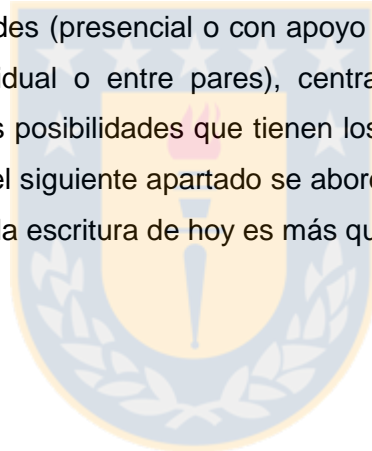 des (presencial o con apoyo
idual o entre pares), centra
s posibilidades que tienen los
el siguiente apartado se abord
la escritura de hoy es más qu